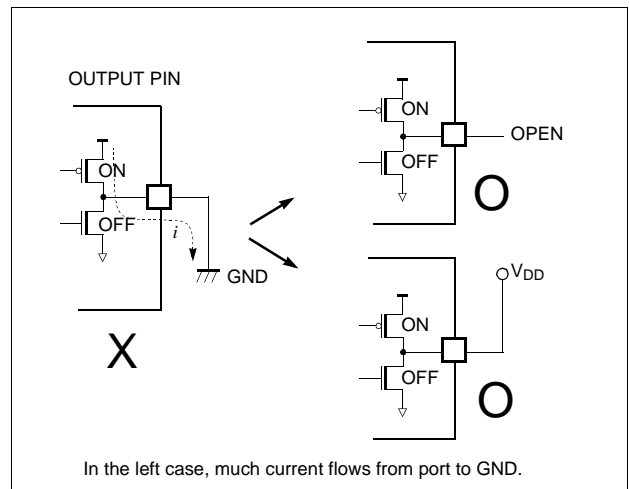 OUTPUT PIN
ON
OFF
i
GND
X
ON
OFF
OPEN
O
VDD
ON
OFF
O
In the left case, much current flows from port to GND.